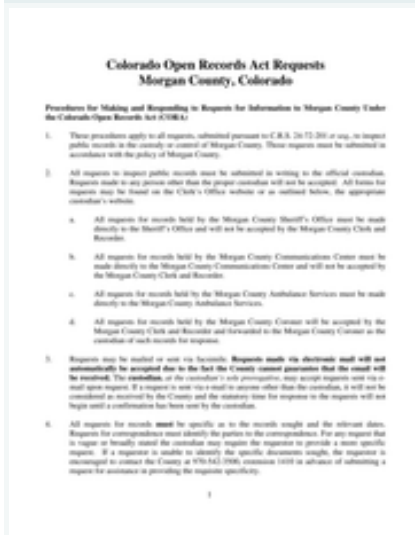 Colorado Open Records Act Requests
Morgan County, Colorado
Procedures for Making and Responding to Requests for Information to Morgan County Under
the Colorado Open Records Act (CORA)
1. These procedures apply to all requests, submitted pursuant to C.R.S. 24-72-201 et seq., to inspect
public records in the custody or control of Morgan County. These requests must be submitted in
accordance with the policy of Morgan County.
2. All requests to inspect public records must be submitted in writing to the official custodian.
Requests made to any person other than the proper custodian will not be accepted. All forms for
requests may be found on the Clerk's Office website or as outlined below, the appropriate
custodian's website.
a. All requests for records held by the Morgan County Sheriff's Office must be made
directly to the Sheriff's Office and will not be accepted by the Morgan County Clerk and
Recorder.
b. All requests for records held by the Morgan County Communications Center must be
made directly to the Morgan County Communications Center and will not be accepted by
the Morgan County Clerk and Recorder.
c. All requests for records held by the Morgan County Ambulance Services must be made
directly to the Morgan County Ambulance Services.
d. All requests for records held by the Morgan County Coroner will be accepted by the
Morgan County Clerk and Recorder and forwarded to the Morgan County Coroner as the
custodian of such records for response.
3. Requests may be mailed or sent via facsimile. Requests made via electronic mail will not
automatically be accepted due to the fact the County cannot guarantee that the email will
be received. The custodian, at the custodian's sole prerogative, may accept requests sent via e-
mail upon request. If a request is sent via e-mail to anyone other than the custodian, it will not be
considered as received by the County and the statutory time for response to the requests will not
begin until a confirmation has been sent by the custodian.
4. All requests for records must be specific as to the records sought and the relevant dates.
Requests for correspondence must identify the parties to the correspondence. For any request that
is vague or broadly stated the custodian may require the requestor to provide a more specific
request. If a requestor is unable to identify the specific documents sought, the requestor is
encouraged to contact the County at 970-542-3500, extension 1410 in advance of submitting a
request for assistance in providing the requisite specificity.
1